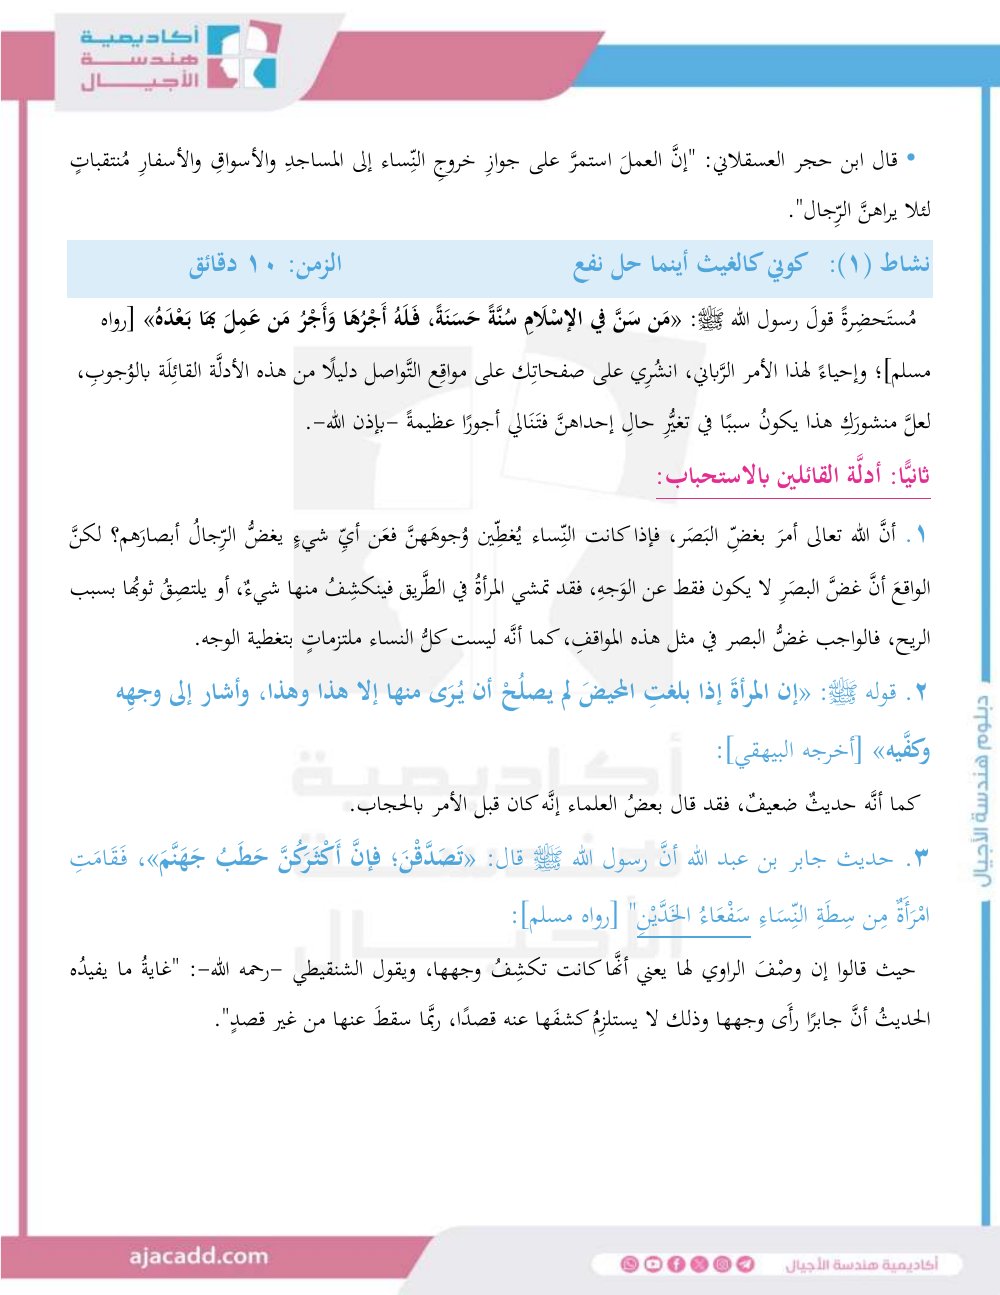 أكاديمية
هندسة
الأجيال
• قال ابن حجر العسقلاني: "إنَّ العملَ استمرَّ على جوازِ خروجِ النِّساء إلى المساجدِ والأسواقِ والأسفارِ مُنتقباتٍ
لئلا يراهنَّ الرِّجال".
نشاط (١): كوني كالغيث أينما حل نفع الزمن: ١٠ دقائق
مُستَحضِرةً قولَ رسول الله ﷺ: «مَن سَنَّ في الإسْلَامِ سُنَّةً حَسَنَةً، فَلَهُ أَجْرُهَا وَأَجْرُ مَن عَمِلَ بهَا بَعْدَهُ» [رواه
مسلم]؛ وإحياءً لهذا الأمر الرَّباني، انشُرِي على صفحاتِك على مواقِع التَّواصل دليلًا من هذه الأدلَّة القائِلَة بالوُجوبِ،
لعلَّ منشورَكِ هذا يكونُ سببًا في تغيُّرِ حالِ إحداهنَّ فتَنَالي أجورًا عظيمةً -بإذن الله-.
ثانيًّا: أدلَّة القائلين بالاستحباب:
١. أنَّ الله تعالى أمرَ بغضِّ البَصَر، فإذا كانت النِّساء يُغطِّين وُجوهَهنَّ فعَن أيِّ شيءٍ يغضُّ الرِّجالُ أبصارَهم؟ لكنَّ
الواقعَ أنَّ غضَّ البصَرِ لا يكون فقط عن الوَجهِ، فقد تمشي المرأةُ في الطَّريق فينكشِفُ منها شيءٌ، أو يلتصِقُ ثوبُها بسبب
الريح، فالواجب غضُّ البصر في مثل هذه المواقفِ، كما أنَّه ليست كلُّ النساء ملتزماتٍ بتغطية الوجه.
٢. قوله ﷺ: «إن المرأةَ إذا بلغتِ المحيضَ لم يصلُحْ أن يُرَى منها إلا هذا وهذا، وأشار إلى وجهِه
وكفَّيه» [أخرجه البيهقي]:
كما أنَّه حديثٌ ضعيفٌ، فقد قال بعضُ العلماء إنَّه كان قبل الأمر بالحجاب.
٣. حديث جابر بن عبد الله أنَّ رسول الله ﷺ قال: «تَصَدَّقْنَ؛ فإنَّ أَكْثَرَكُنَّ حَطَبُ جَهَنَّمَ»، فَقَامَتِ
امْرَأَةٌ مِن سِطَةِ النِّسَاءِ سَفْعَاءُ الخَدَّيْنِ" [رواه مسلم]:
حيث قالوا إن وصْفَ الراوي لها يعني أنَّها كانت تكشِفُ وجهها، ويقول الشنقيطي -رحمه الله-: "غايةُ ما يفيدُه
الحديثُ أنَّ جابرًا رأَى وجهها وذلك لا يستلزِمُ كشفَها عنه قصدًا، ربَّما سقطَ عنها من غير قصدٍ".
دبلوم هندسة الأجيال
أكاديمية
هندسة
الأجيال
ajacadd.com
أكاديمية هندسة الأجيال